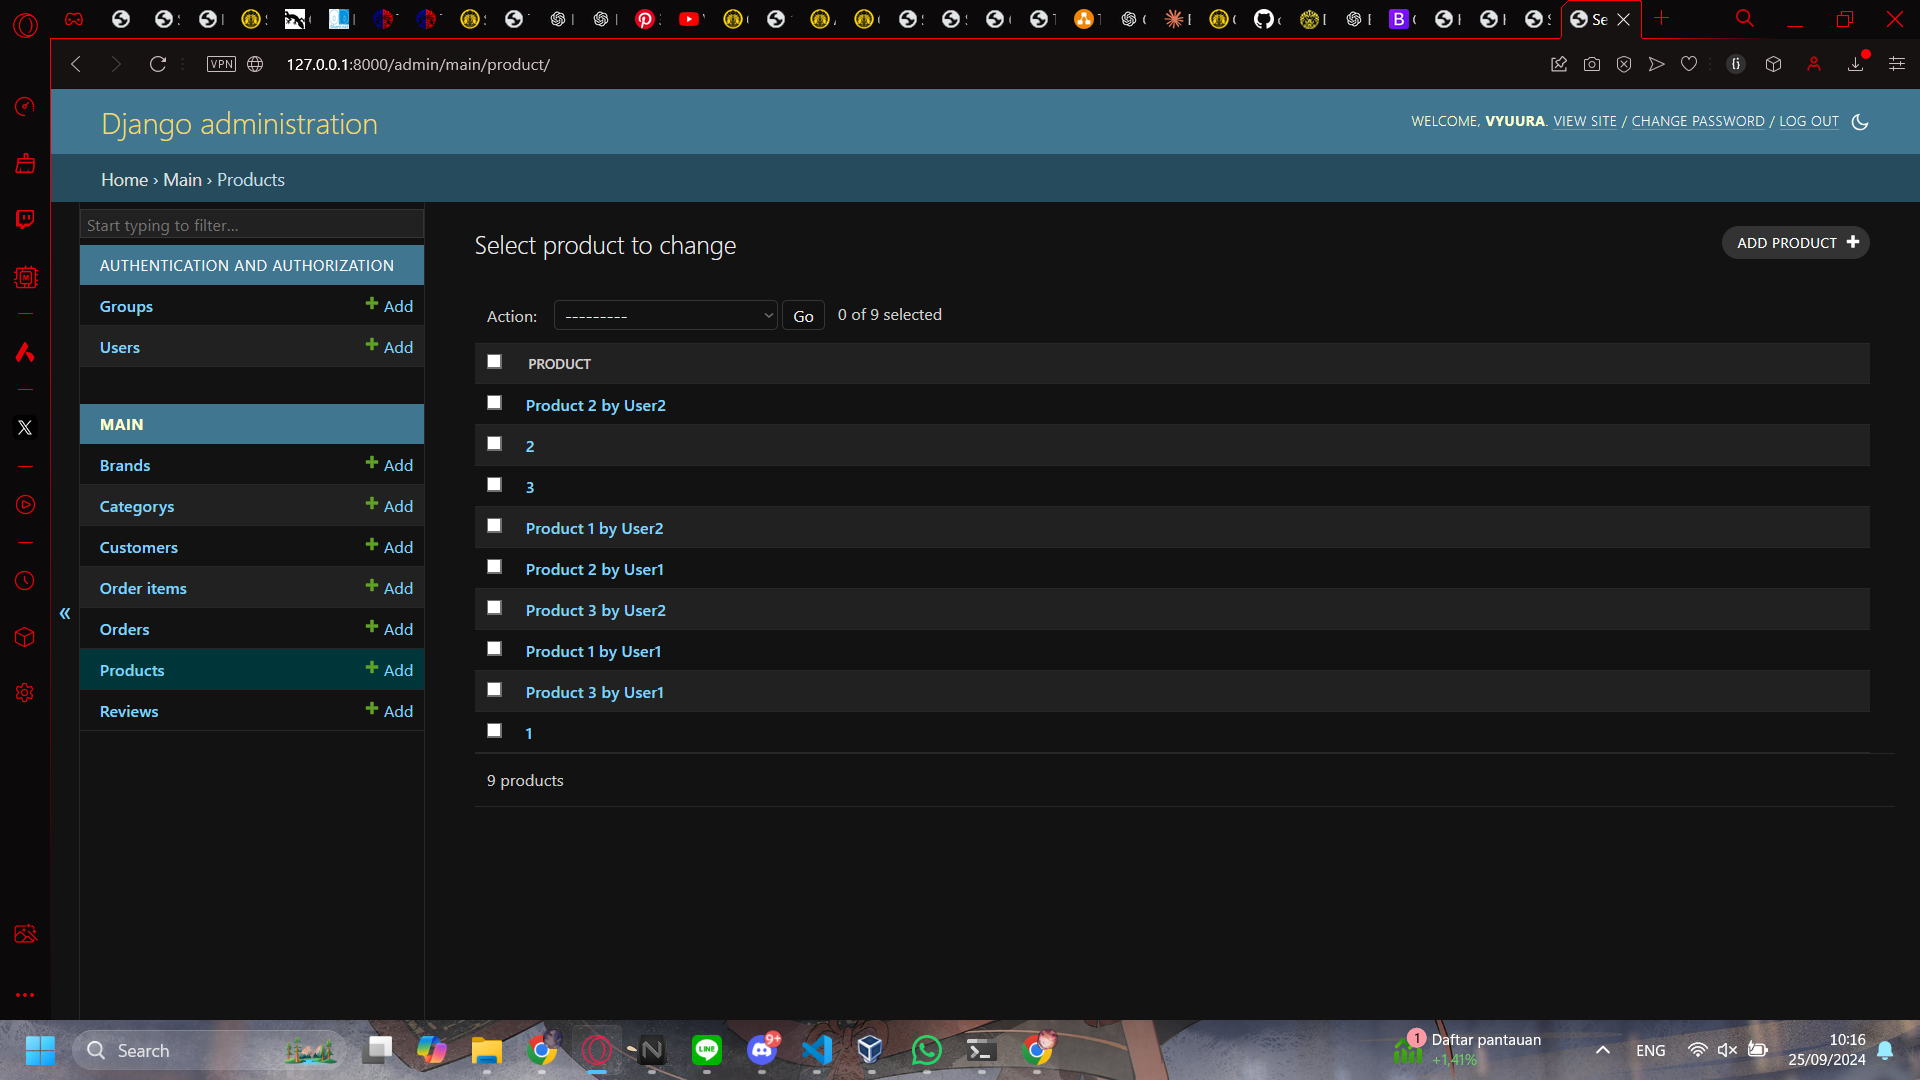 Se
VPN
127.0.0.1:8000/admin/main/product/
Django administration
WELCOME, VYUURA. VIEW SITE / CHANGE PASSWORD / LOG OUT
Home › Main › Products
Start typing to filter...
AUTHENTICATION AND AUTHORIZATION
Groups
Add
Users
Add
MAIN
Brands
Add
Categorys
Add
Customers
Add
Order items
Add
Orders
Add
Products
Add
Reviews
Add
«
Select product to change
ADD PRODUCT
Action:
---------
Go
0 of 9 selected
PRODUCT
Product 2 by User2
2
3
Product 1 by User2
Product 2 by User1
Product 3 by User2
Product 1 by User1
Product 3 by User1
1
9 products
Search
LINE
9+
1
Daftar pantauan
+1,41%
ENG
10:16
25/09/2024